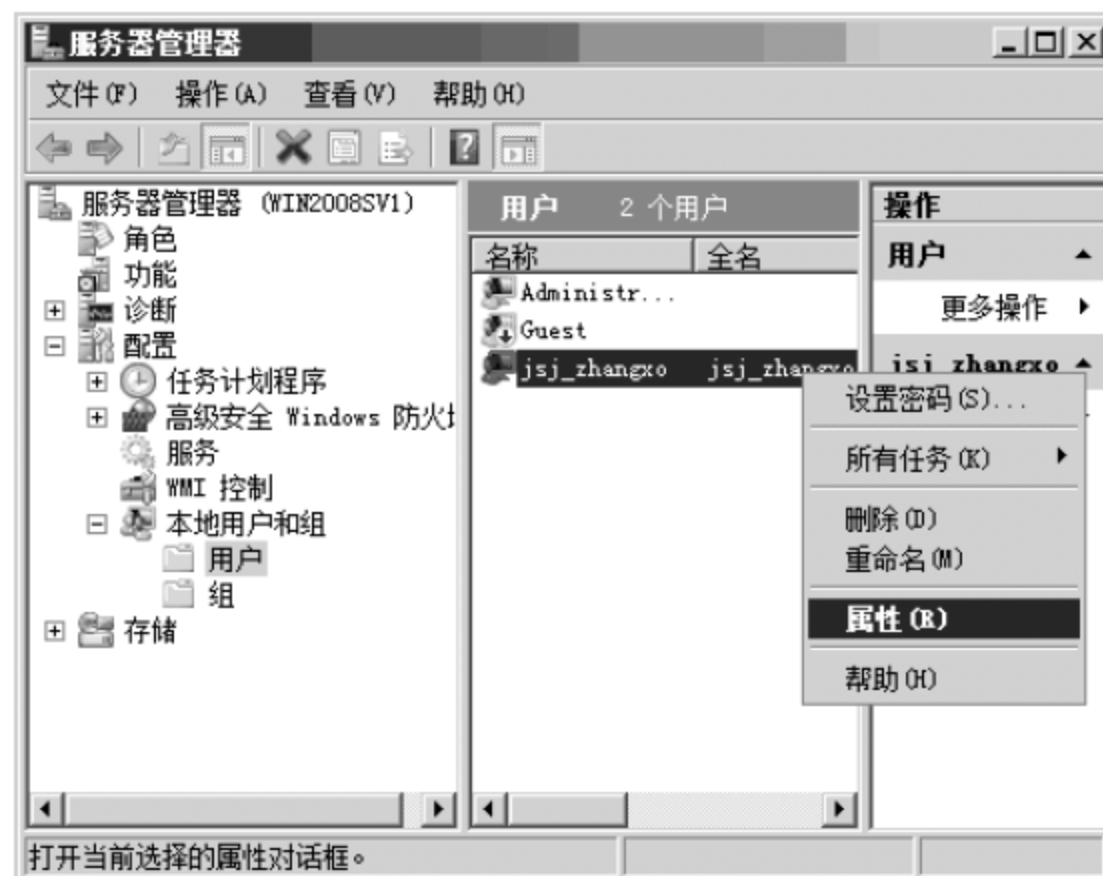 服务器管理器
文件(F) 操作(A) 查看(V) 帮助(H)
服务器管理器 (WIN2008SV1)
角色
功能
诊断
配置
任务计划程序
高级安全 Windows 防火
服务
WMI 控制
本地用户和组
用户
组
存储
用户 2 个用户
名称 全名
Administr...
Guest
jsj_zhangxo jsj_zhangxo
操作
用户
更多操作
jsj_zhangxo
设置密码(S)...
所有任务(K)
删除(D)
重命名(M)
属性(R)
帮助(H)
打开当前选择的属性对话框。